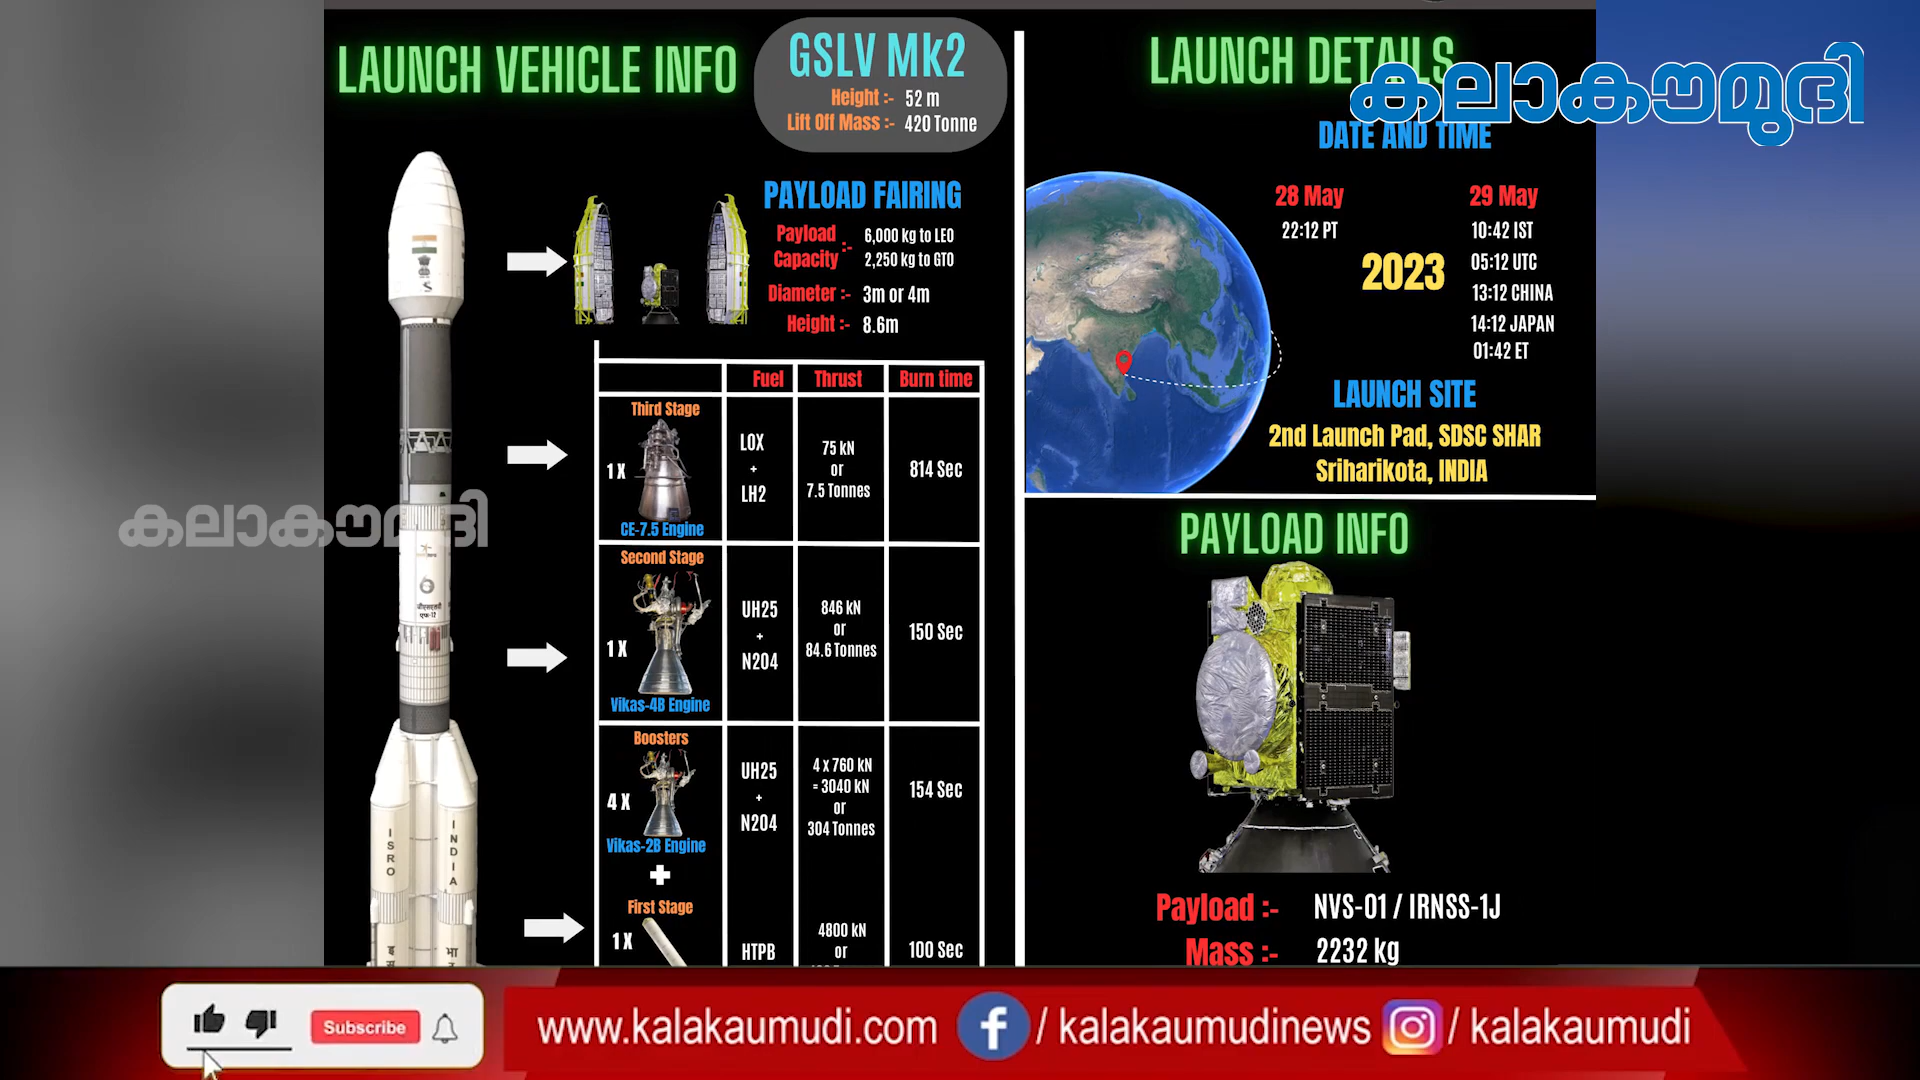 LAUNCH VEHICLE INFO
GSLV Mk2
Height :- 52 m
Lift Off Mass :- 420 Tonne
PAYLOAD FAIRING
Payload Capacity :- 6,000 kg to LEO
2,250 kg to GTO
Diameter :- 3m or 4m
Height :- 8.6m
Fuel Thrust Burn time
Third Stage
1 X
CE-7.5 Engine
LOX
+
LH2
75 kN
or
7.5 Tonnes
814 Sec
Second Stage
1 X
Vikas-4B Engine
UH25
+
N2O4
846 kN
or
84.6 Tonnes
150 Sec
Boosters
4 X
Vikas-2B Engine
UH25
+
N2O4
4 x 760 kN
= 3040 kN
or
304 Tonnes
154 Sec
+
First Stage
1 X
HTPB
4800 kN
or
100 Sec
ISRO
INDIA
जीएसएलवी
एफ-12
भा
LAUNCH DETAILS
കലാകൗമുദി
DATE AND TIME
28 May
22:12 PT
2023
29 May
10:42 IST
05:12 UTC
13:12 CHINA
14:12 JAPAN
01:42 ET
LAUNCH SITE
2nd Launch Pad, SDSC SHAR
Sriharikota, INDIA
PAYLOAD INFO
Payload :- NVS-01 / IRNSS-1J
Mass :- 2232 kg
കലാകൗമുദി
Subscribe
www.kalakaumudi.com
/ kalakaumudinews
/ kalakaumudi